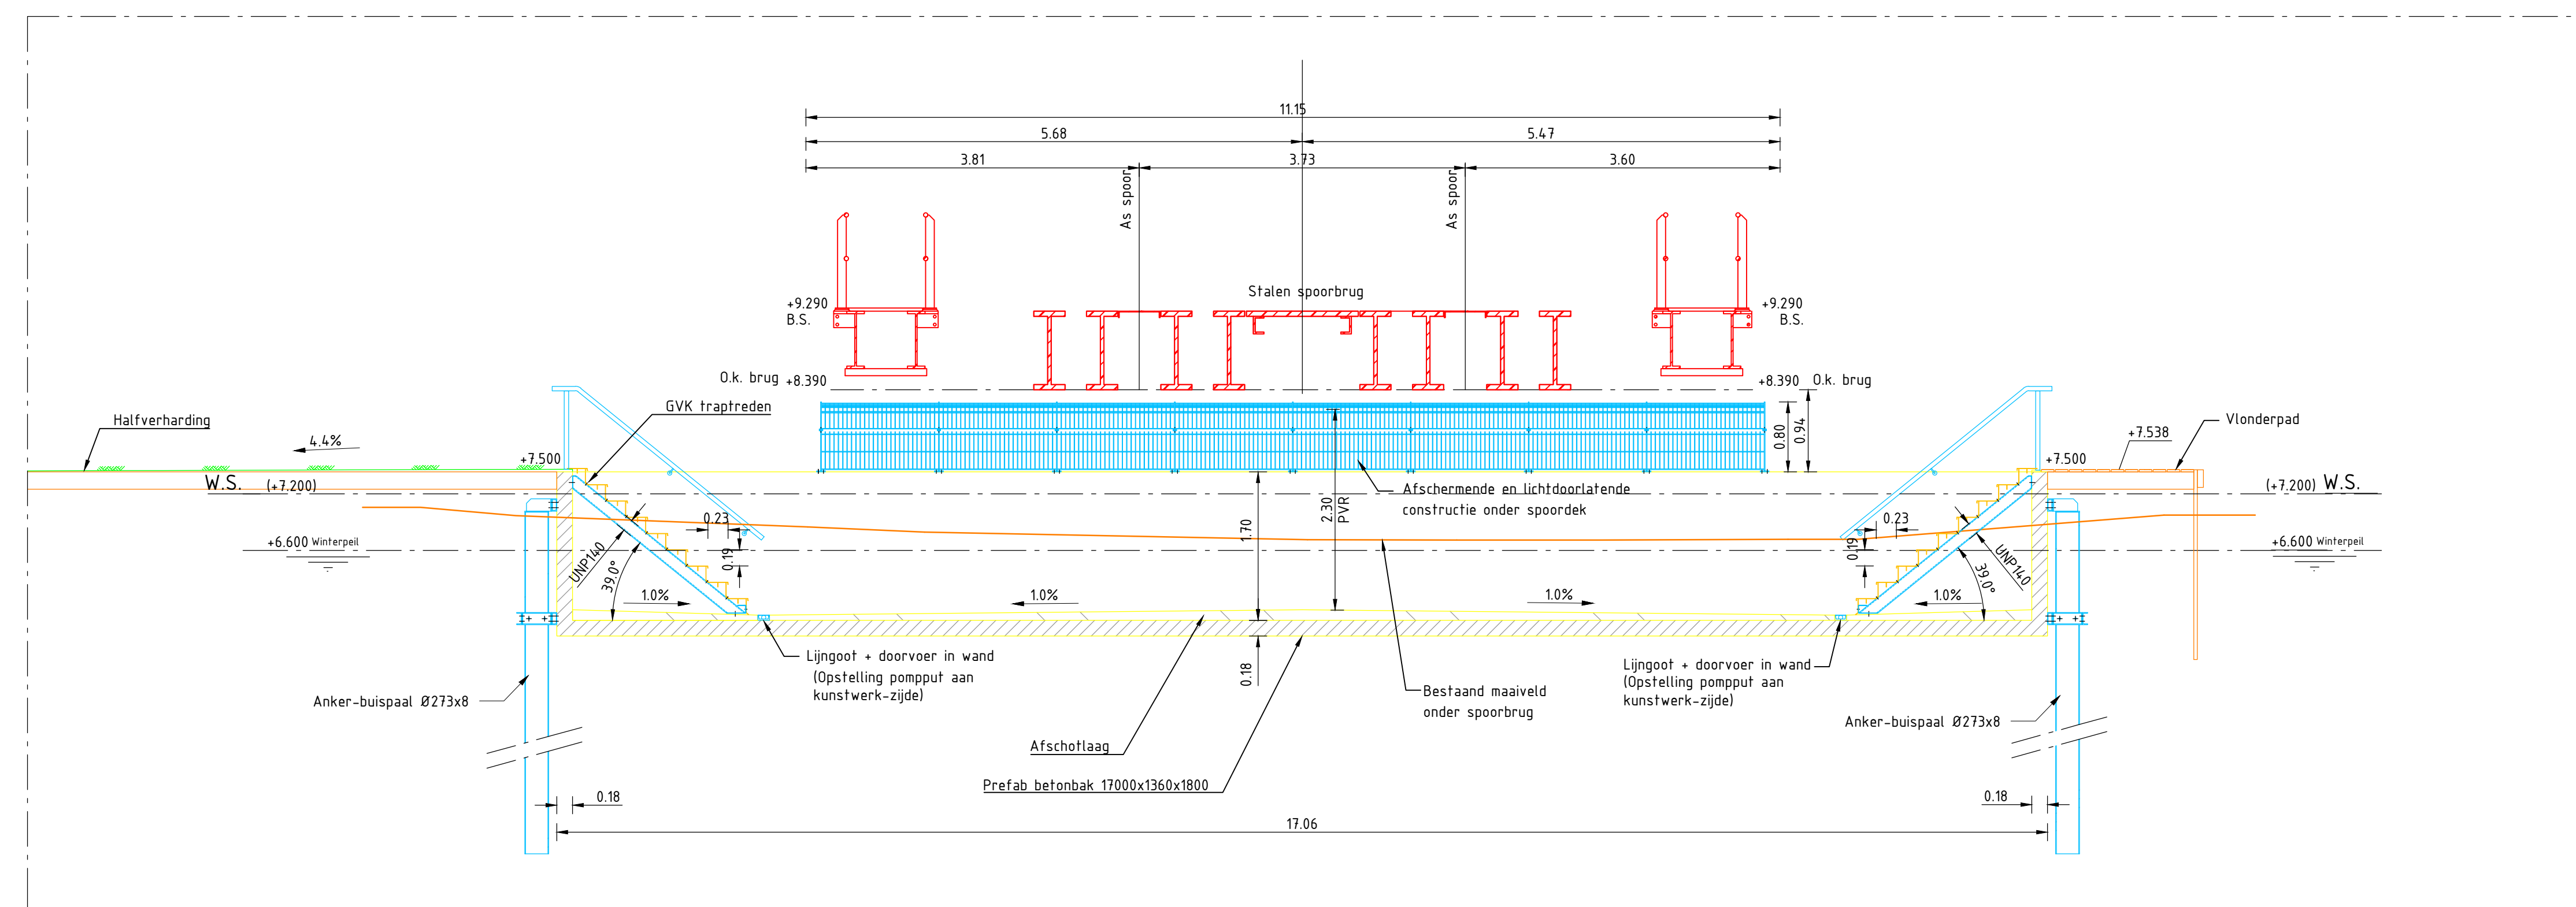 11.15
5.68
5.47
3.81
3.73
3.60
As spoor
As spoor
Stalen spoorbrug
+9.290
B.S.
+9.290
B.S.
O.k. brug
+8.390
+8.390
O.k. brug
GVK traptreden
Halfverharding
4.4%
+7.500
W.S.
(+7.200)
0.80
0.94
Vlonderpad
+7.538
+7.500
(+7.200)
W.S.
Afschermende en lichtdoorlatende
constructie onder spoordek
2.30
PVR
1.70
0.23
0.19
0.23
0.19
+6.600 Winterpeil
+6.600 Winterpeil
UNP140
39.0°
UNP140
39.0°
1.0%
1.0%
1.0%
1.0%
Lijngoot + doorvoer in wand
(Opstelling pompput aan
kunstwerk-zijde)
0.18
Lijngoot + doorvoer in wand
(Opstelling pompput aan
kunstwerk-zijde)
Bestaand maaiveld
onder spoorbrug
Anker-buispaal Ø273x8
Anker-buispaal Ø273x8
Afschotlaag
Prefab betonbak 17000x1360x1800
0.18
0.18
17.06